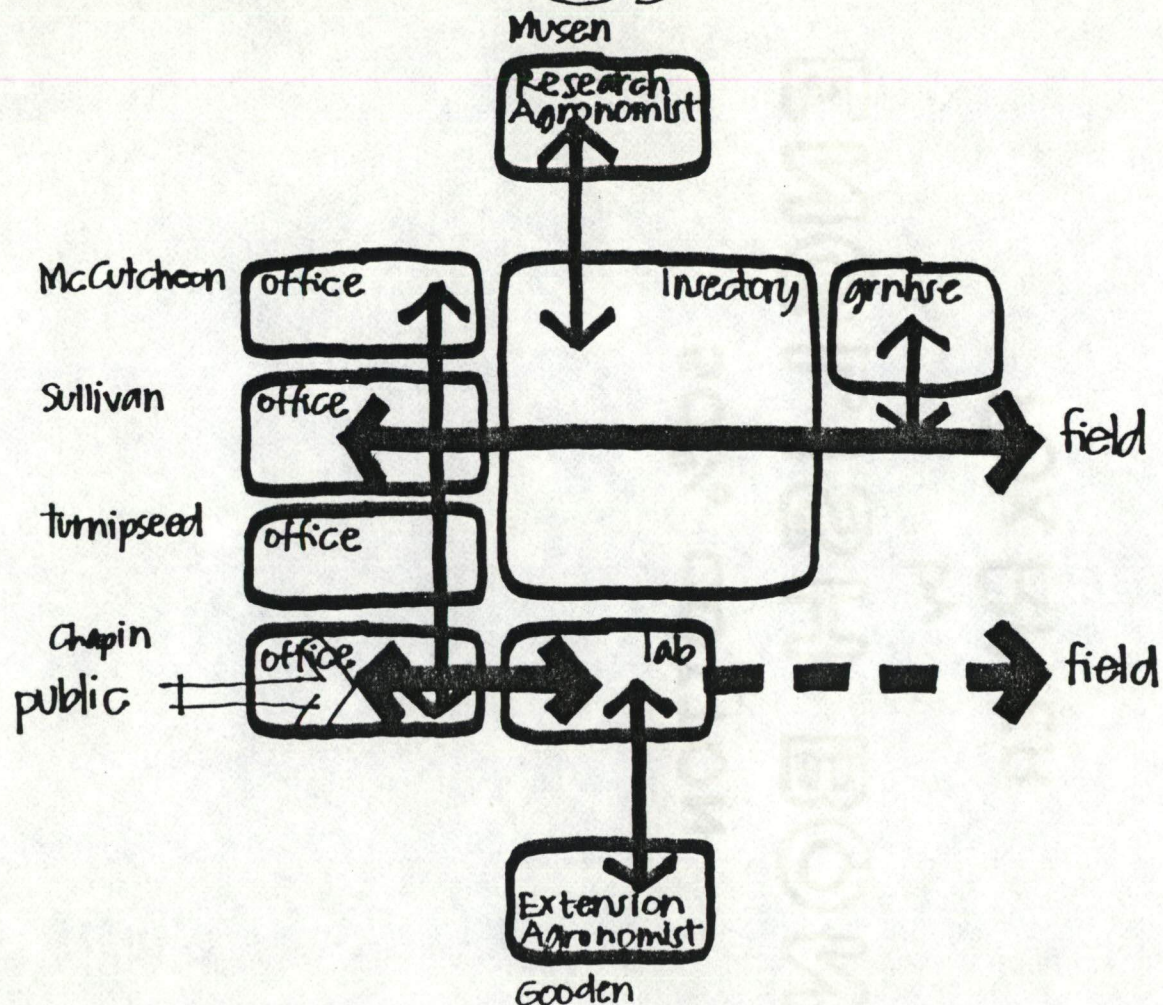 Musen
Research
Agronomist
McCutcheon
office
Insectory
grnhse
Sullivan
office
field
turnipseed
office
Chapin
office
lab
field
public
Extension
Agronomist
Gooden